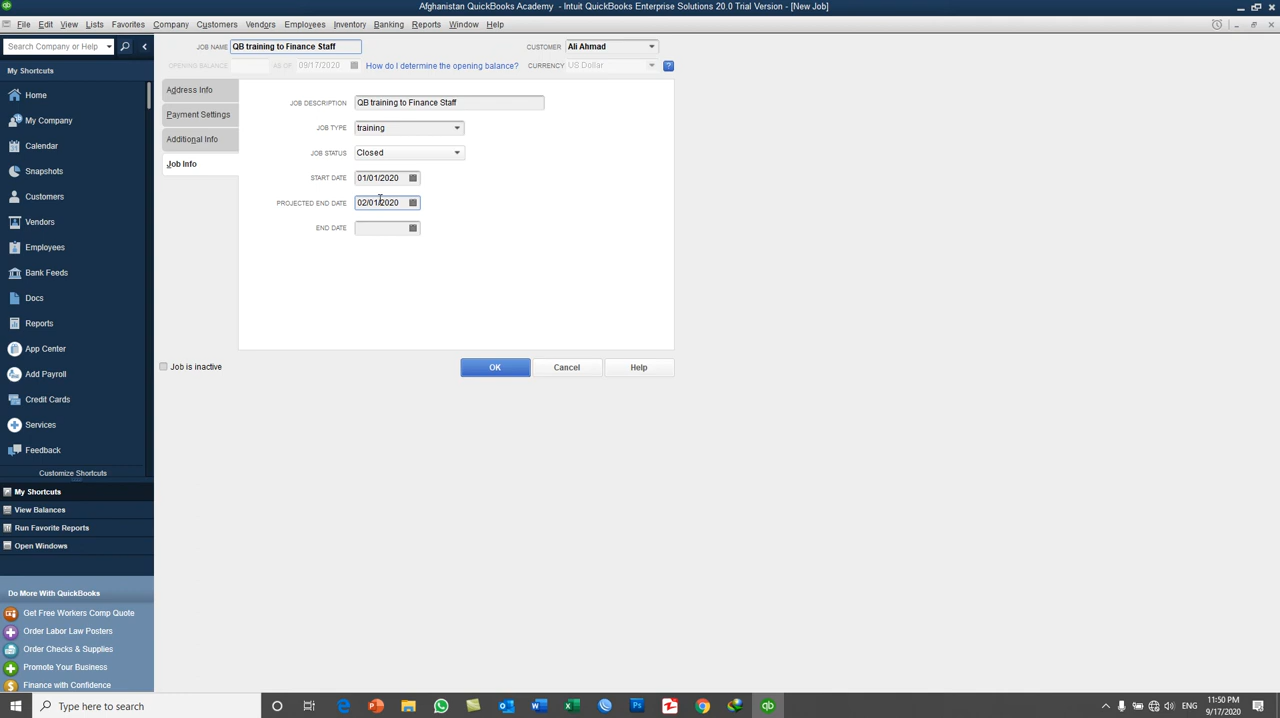 Afghanistan QuickBooks Academy - Intuit QuickBooks Enterprise Solutions 20.0 Trial Version - [New Job]
File Edit View Lists Favorites Company Customers Vendors Employees Inventory Banking Reports Window Help
Search Company or Help
JOB NAME QB training to Finance Staff CUSTOMER Ali Ahmad
OPENING BALANCE AS OF 09/17/2020 How do I determine the opening balance? CURRENCY US Dollar ?
My Shortcuts
Home
My Company
Calendar
Snapshots
Customers
Vendors
Employees
Bank Feeds
Docs
Reports
App Center
Add Payroll
Credit Cards
Services
Feedback
Customize Shortcuts
My Shortcuts
View Balances
Run Favorite Reports
Open Windows
Do More With QuickBooks
Get Free Workers Comp Quote
Order Labor Law Posters
Order Checks & Supplies
Promote Your Business
Finance with Confidence
Address Info
Payment Settings
Additional Info
Job Info
JOB DESCRIPTION QB training to Finance Staff
JOB TYPE training
JOB STATUS Closed
START DATE 01/01/2020
PROJECTED END DATE 02/01/2020
END DATE
Job is inactive
OK Cancel Help
Type here to search
ENG
11:50 PM
9/17/2020